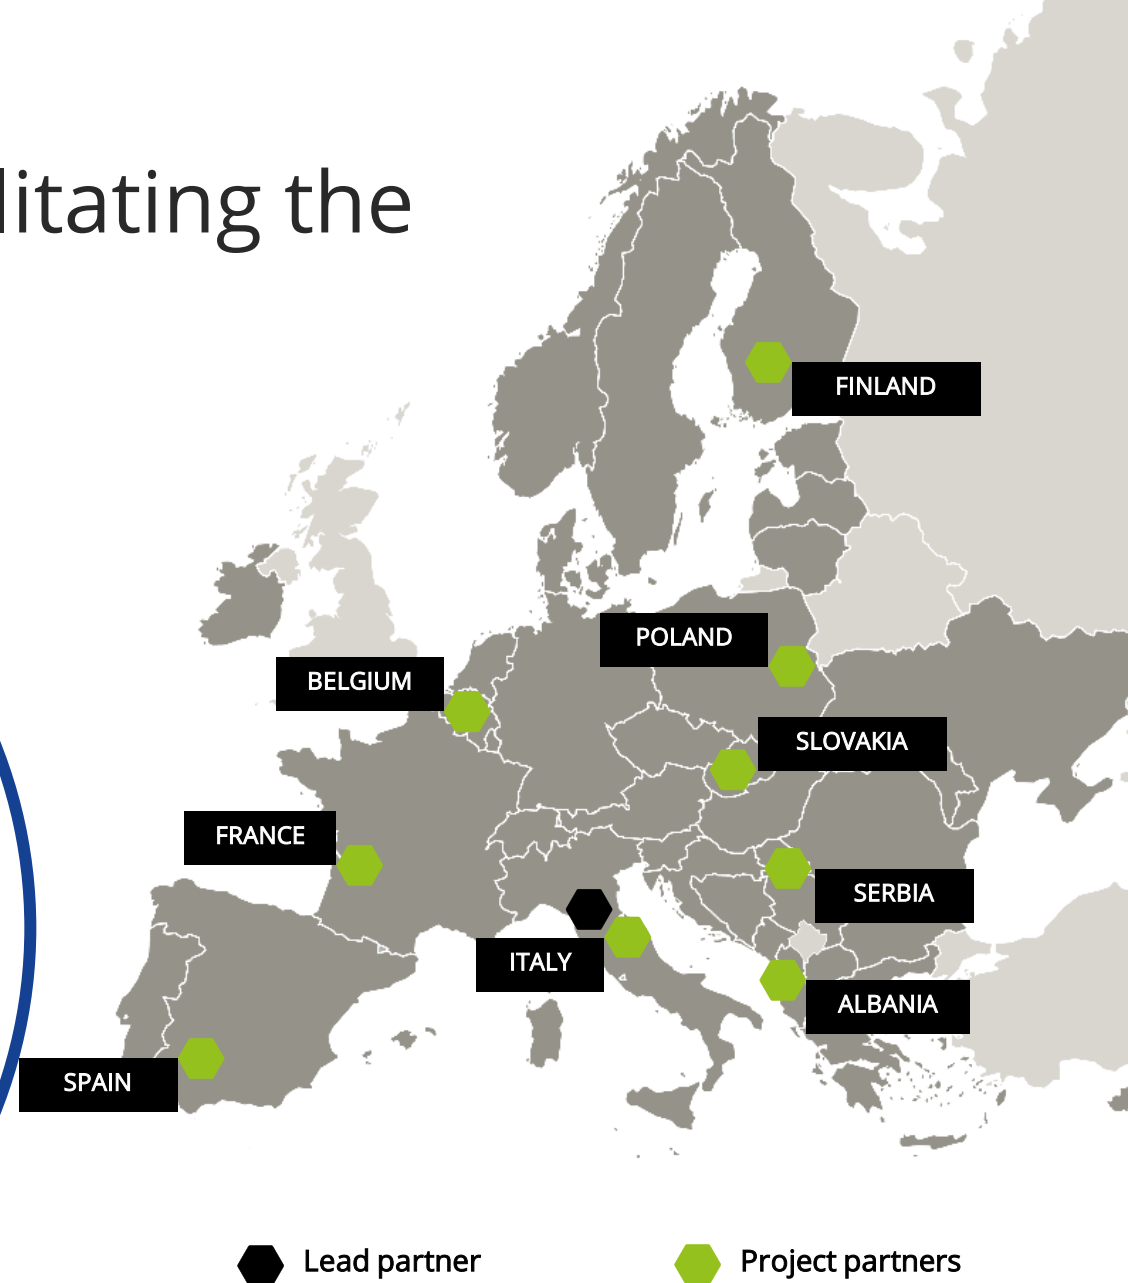 litating the
FINLAND
POLAND
BELGIUM
SLOVAKIA
FRANCE
SERBIA
ITALY
ALBANIA
SPAIN
Lead partner
Project partners